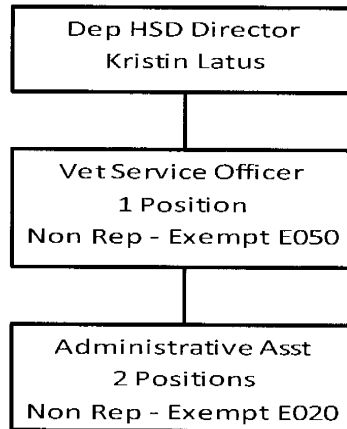 Dep HSD Director
Kristin Latus
Vet Service Officer
1 Position
Non Rep - Exempt E050
Administrative Asst
2 Positions
Non Rep - Exempt E020